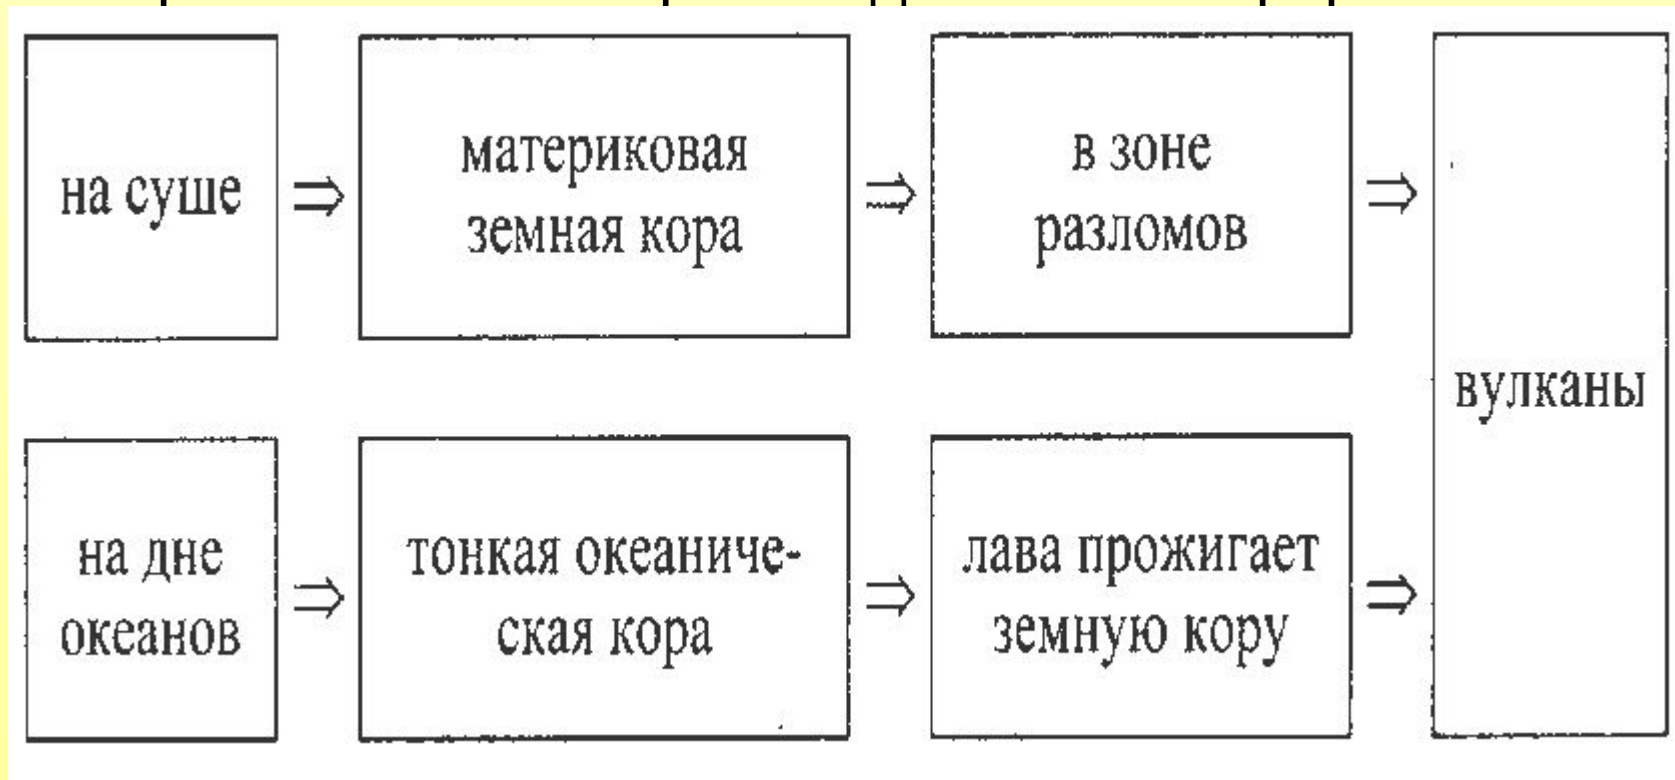 на суше
⇒
материковая
земная кора
⇒
в зоне
разломов
⇒
вулканы
на дне
океанов
⇒
тонкая океаниче-
ская кора
⇒
лава прожигает
земную кору
⇒